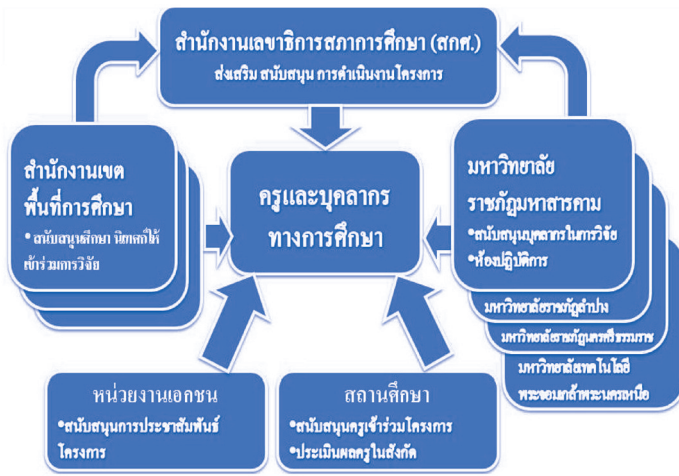 สำนักงานเลขาธิการสภาการศึกษา (สกศ.)
ส่งเสริม สนับสนุน การดำเนินงานโครงการ
สำนักงานเขต
พื้นที่การศึกษา
• สนับสนุนศึกษานิเทศก์ให้
เข้าร่วมการวิจัย
ครูและบุคลากร
ทางการศึกษา
มหาวิทยาลัย
ราชภัฏมหาสารคาม
•สนับสนุนบุคลากรในการวิจัย
•ห้องปฏิบัติการ
มหาวิทยาลัยราชภัฏลำปาง
มหาวิทยาลัยราชภัฏนครศรีธรรมราช
มหาวิทยาลัยเทคโนโลยี
พระจอมเกล้าพระนครเหนือ
หน่วยงานเอกชน
•สนับสนุนการประชาสัมพันธ์
โครงการ
สถานศึกษา
•สนับสนุนครูเข้าร่วมโครงการ
•ประเมินผลครูในสังกัด